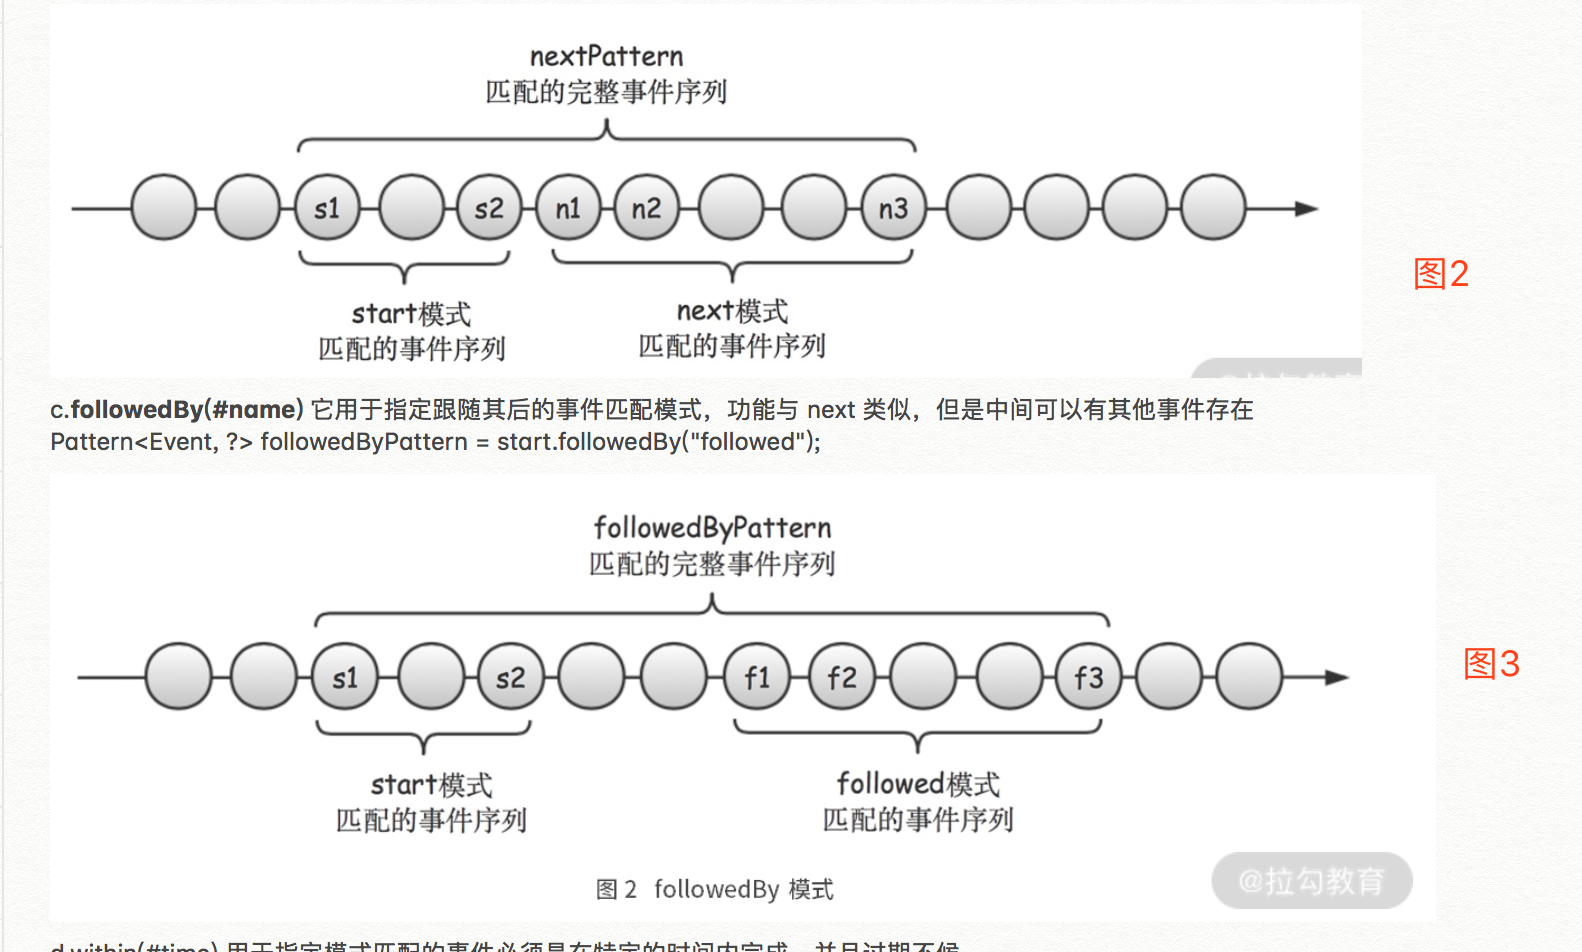 nextPattern
匹配的完整事件序列
s1 s2 n1 n2 n3
start模式
匹配的事件序列
next模式
匹配的事件序列
图2
@拉勾教育
c.followedBy(#name) 它用于指定跟随其后的事件匹配模式，功能与 next 类似，但是中间可以有其他事件存在
Pattern<Event, ?> followedByPattern = start.followedBy("followed");
followedByPattern
匹配的完整事件序列
s1 s2 f1 f2 f3
图3
start模式
匹配的事件序列
followed模式
匹配的事件序列
图 2 followedBy 模式
@拉勾教育
d.within(#time) 用于指定模式匹配的事件必须是在特定的时间内完成，并且过期不候